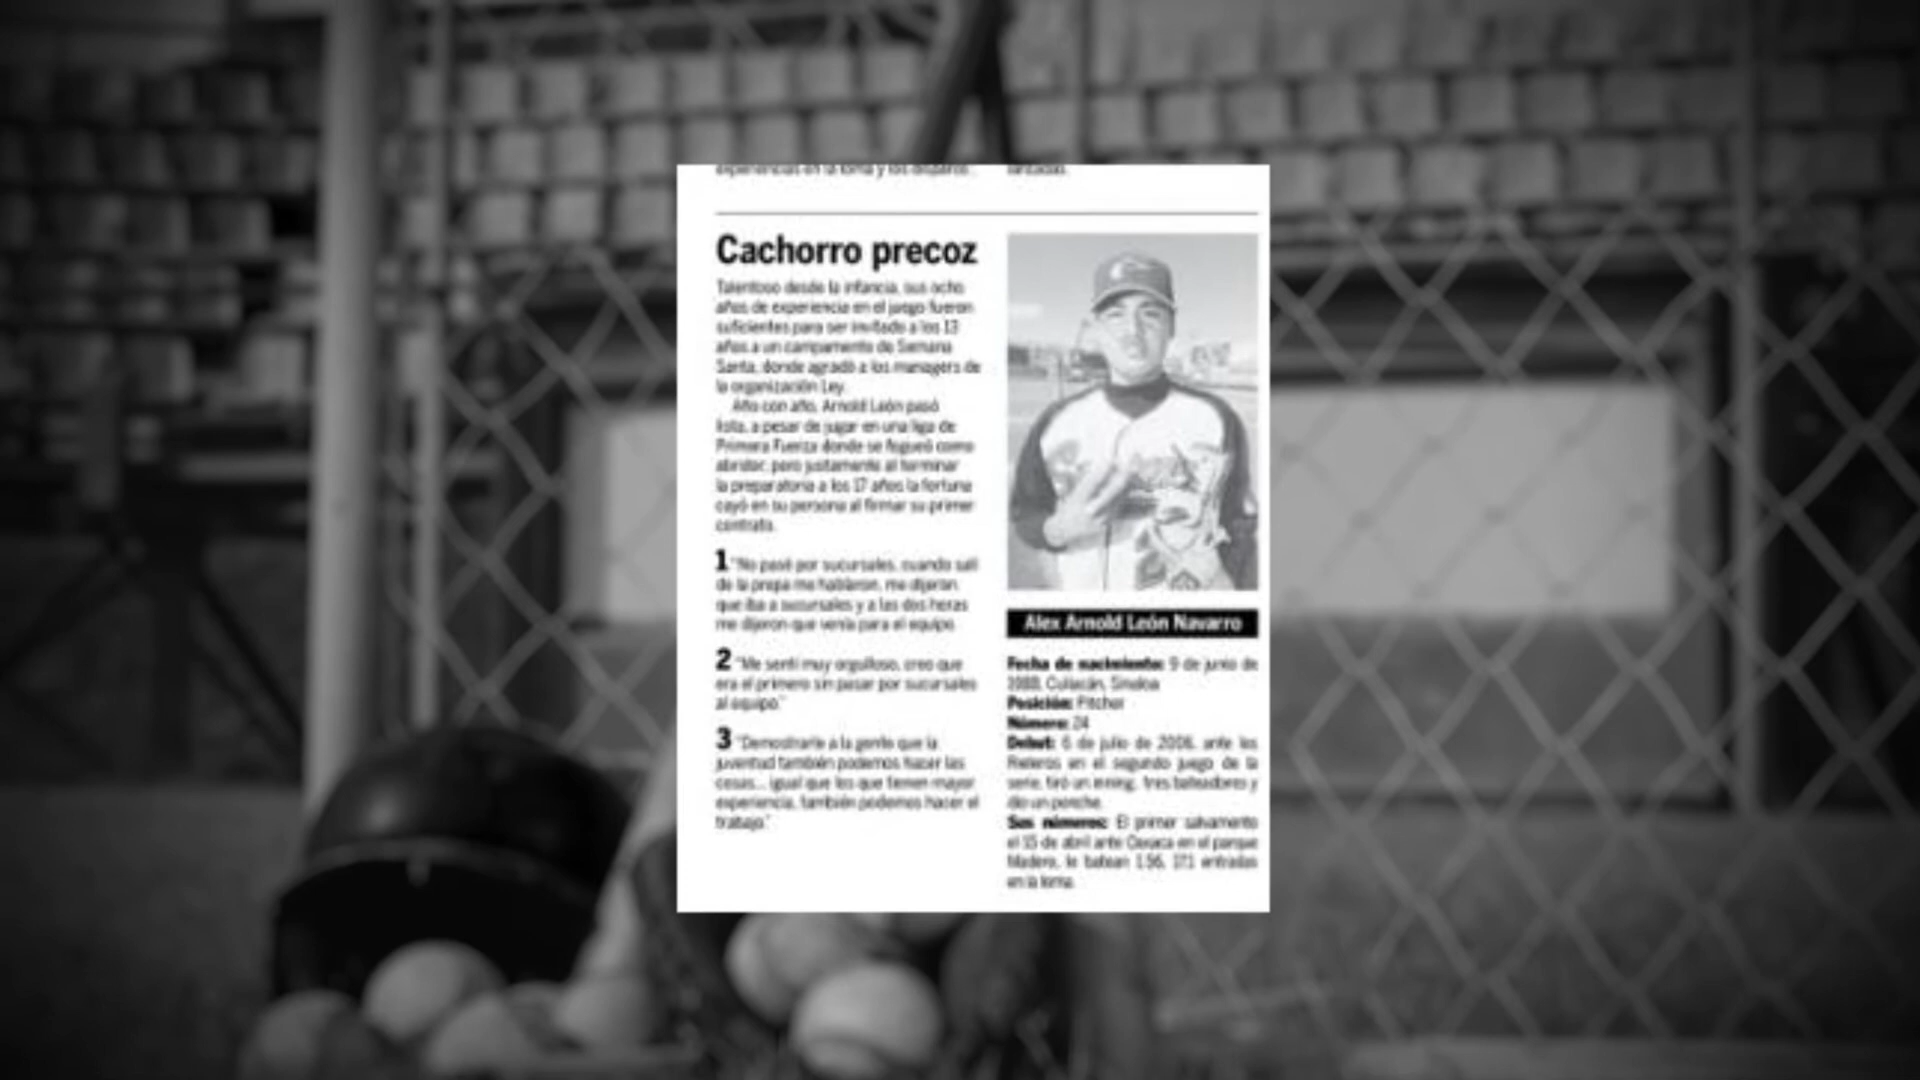 experiencias en la loma y los disparos...
lanzadas.
Cachorro precoz
Talentoso desde la infancia, sus ocho
años de experiencia en el juego fueron
suficientes para ser invitado a los 13
años a un campamento de Semana
Santa, donde agradó a los managers de
la organización Ley.
Año con año, Arnold León pasó
lista, a pesar de jugar en una liga de
Primera Fuerza donde se fogueó como
abridor, pero justamente al terminar
la preparatoria a los 17 años la fortuna
cayó en su persona al firmar su primer
contrato.
1 "No pasé por sucursales, cuando salí
de la prepa me hablaron, me dijeron
que iba a sucursales y a las dos horas
me dijeron que venía para el equipo.
2 "Me sentí muy orgulloso, creo que
era el primero sin pasar por sucursales
al equipo."
3 "Demostrarle a la gente que la
juventud también podemos hacer las
cosas... igual que los que tienen mayor
experiencia, también podemos hacer el
trabajo."
Alex Arnold León Navarro
Fecha de nacimiento: 9 de junio de
1988, Culiacán, Sinaloa
Posición: Pitcher
Número: 24
Debut: 6 de julio de 2006, ante los
Rieleros en el segundo juego de la
serie, tiró un inning, tres bateadores y
dio un ponche.
Sus números: El primer salvamento
el 15 de abril ante Oaxaca en el parque
Madero, le batean 1.56, 17.1 entradas
en la loma.